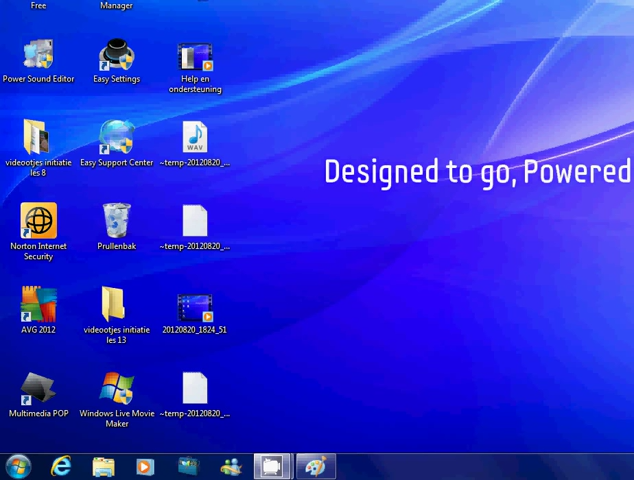 Free
Manager
Power Sound Editor
Easy Settings
Help en
ondersteuning
videootjes initiatie
les 8
Easy Support Center
WAV
~temp-20120820_...
Designed to go, Powered
Norton Internet
Security
Prullenbak
~temp-20120820_...
AVG 2012
videootjes initiatie
les 13
20120820_1824_51
Multimedia POP
Windows Live Movie
Maker
~temp-20120820_...